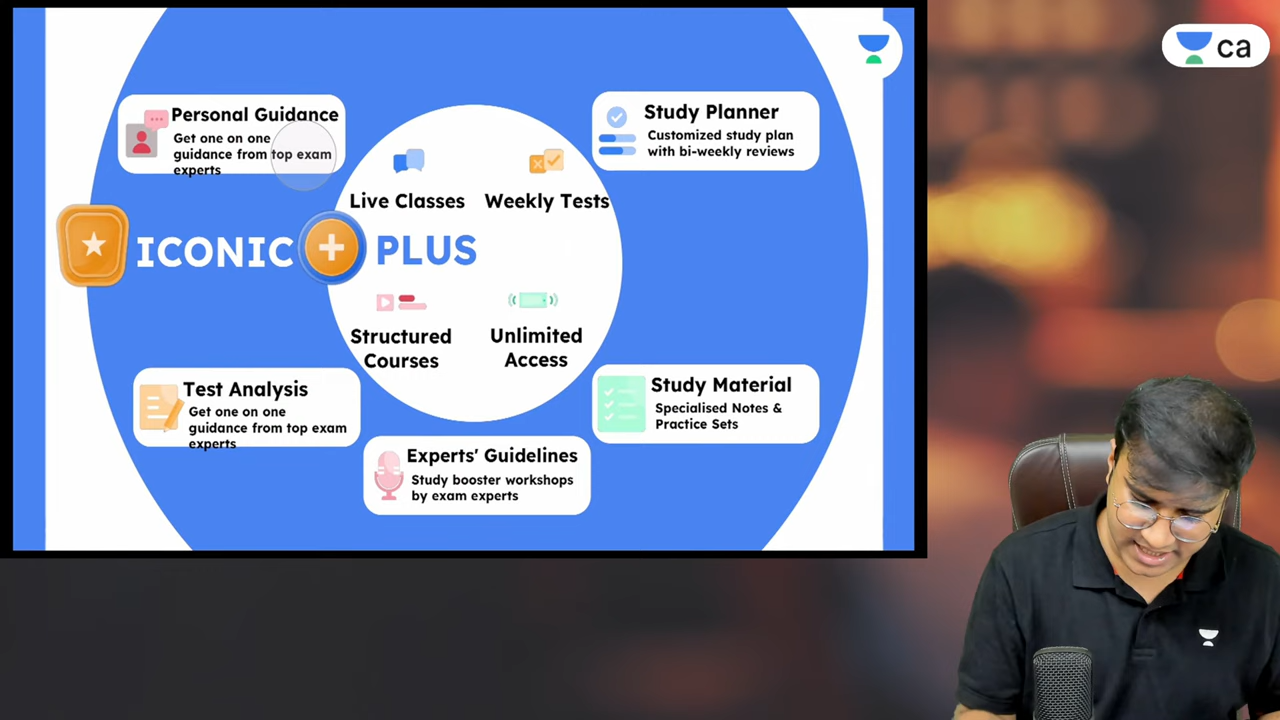 ca
Personal Guidance
Get one on one
guidance from top exam
experts
Study Planner
Customized study plan
with bi-weekly reviews
Live Classes
Weekly Tests
ICONIC
PLUS
Structured
Courses
Unlimited
Access
Test Analysis
Get one on one
guidance from top exam
experts
Study Material
Specialised Notes &
Practice Sets
Experts' Guidelines
Study booster workshops
by exam experts